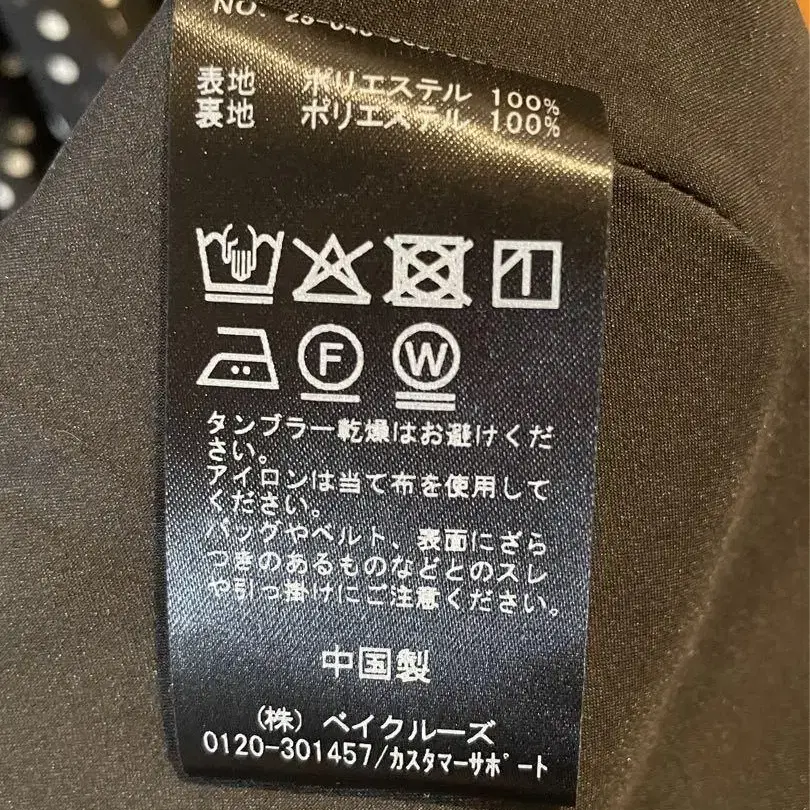 表地 ポリエステル 100%
裏地 ポリエステル 100%
F W
タンブラー乾燥はお避けくだ
さい。
アイロンは当て布を使用して
ください。
バッグやベルト、表面にざら
つきのあるものなどとのスレ
や引っ掛けにご注意ください。
中国製
(株) ベイクルーズ
0120-301457/カスタマーサポート